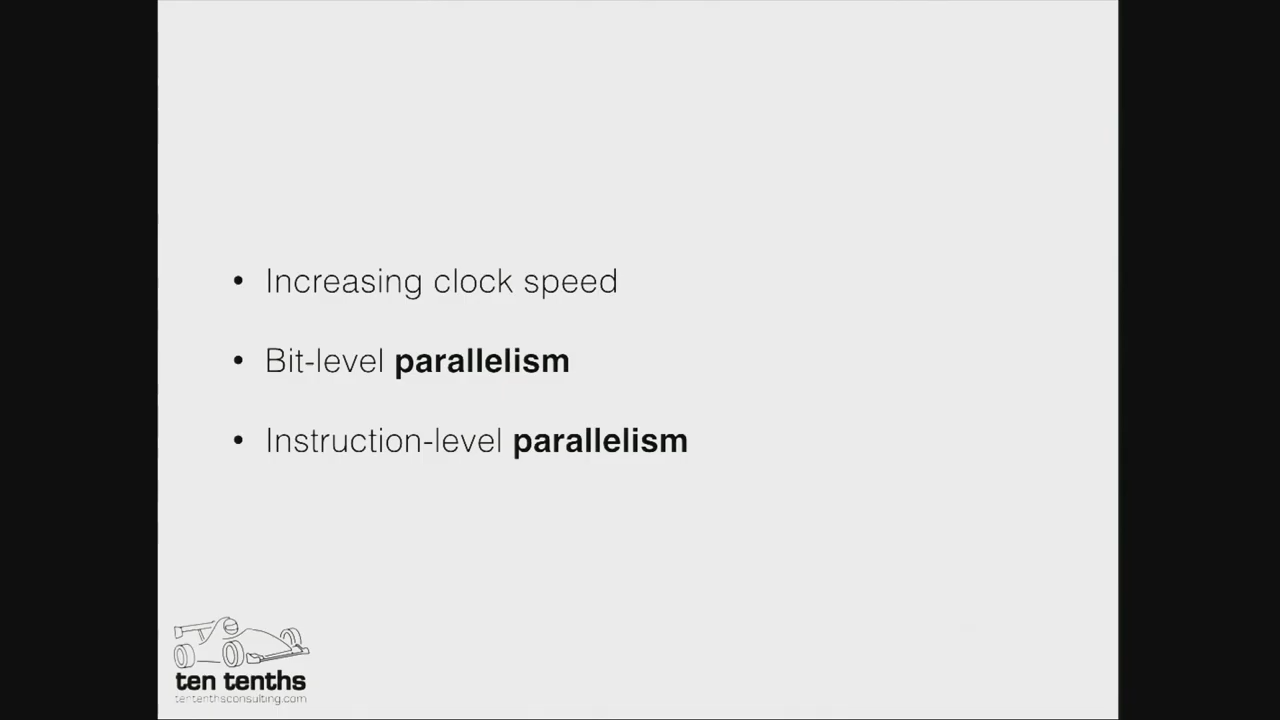 • Increasing clock speed
• Bit-level parallelism
• Instruction-level parallelism
ten tenths
tententhsconsulting.com